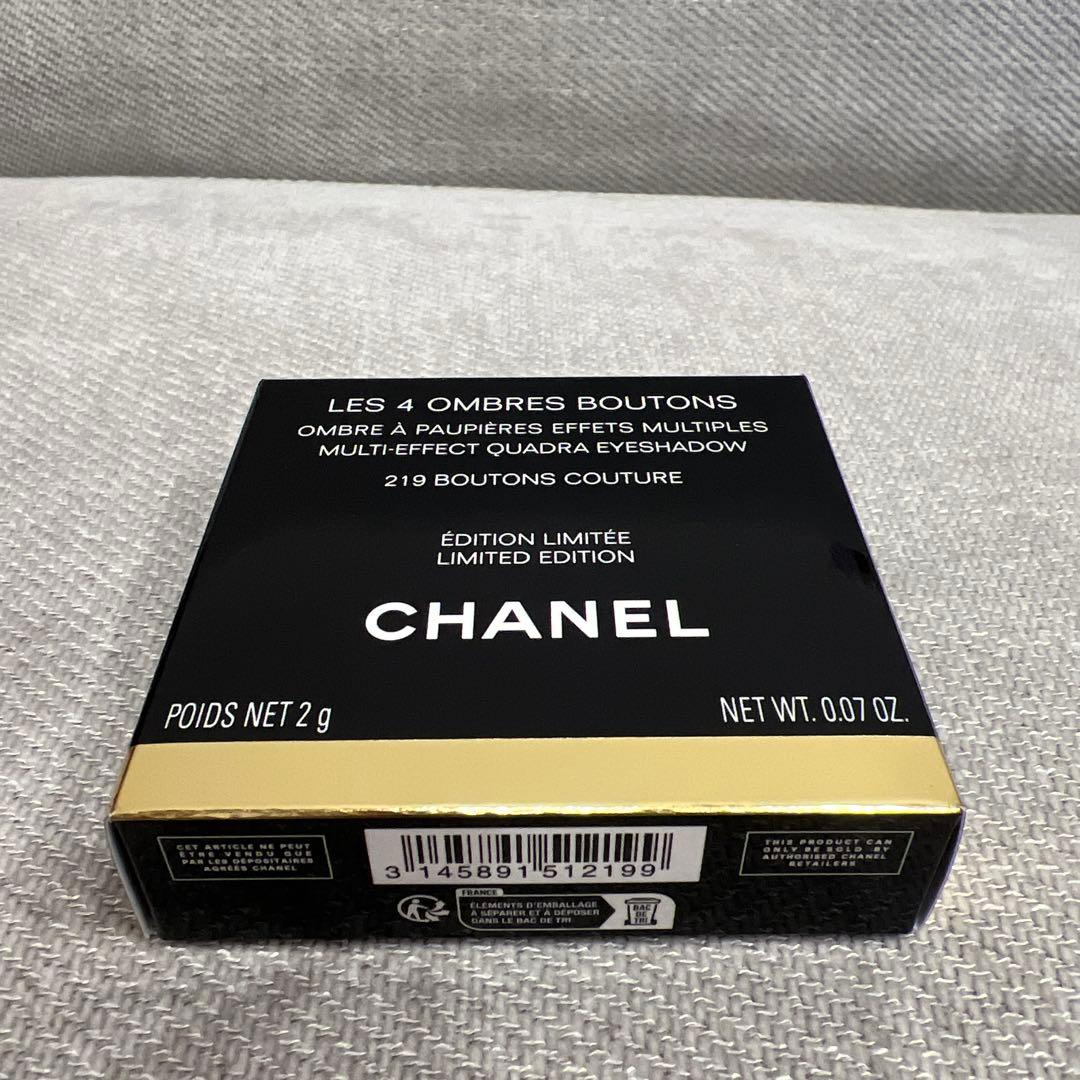 LES 4 OMBRES BOUTONS
OMBRE À PAUPIÈRES EFFETS MULTIPLES
MULTI-EFFECT QUADRA EYESHADOW
219 BOUTONS COUTURE
ÉDITION LIMITÉE
LIMITED EDITION
CHANEL
POIDS NET 2 g
NET WT. 0.07 OZ.
CET ARTICLE NE PEUT
ÊTRE VENDU QUE
PAR LES DÉPOSITAIRES
AGRÉÉS CHANEL
3 145891 512199
THIS PRODUCT CAN
ONLY BE SOLD BY
AUTHORISED CHANEL
RETAILERS
FRANCE
ÉLÉMENTS D'EMBALLAGE
À SÉPARER ET À DÉPOSER
DANS LE BAC DE TRI
BAC
DE
TRI